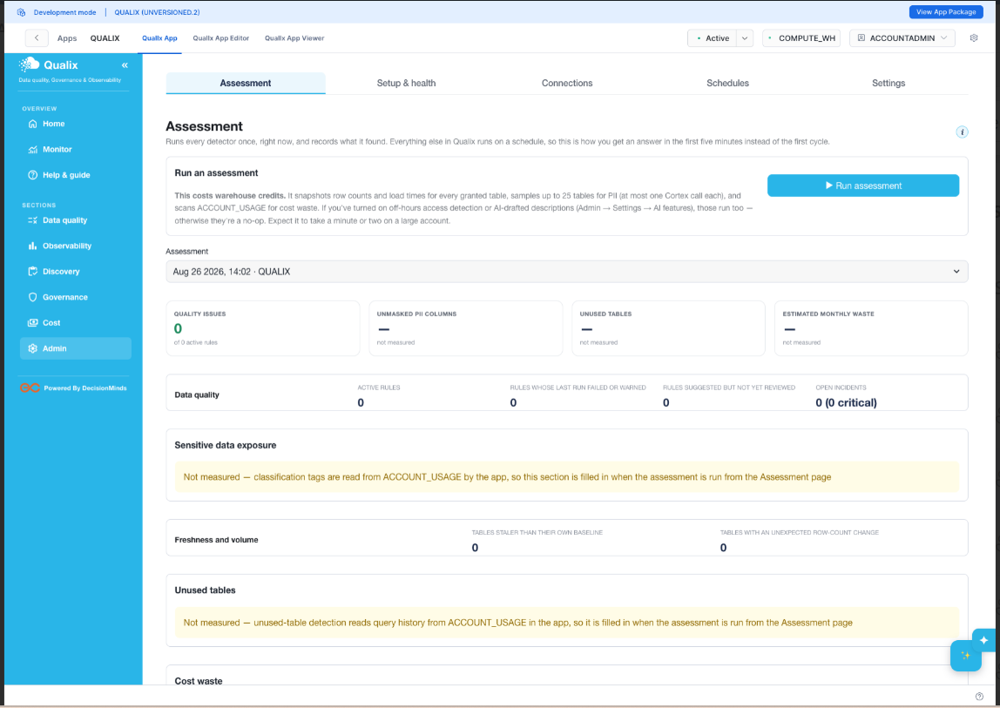 Development mode | QUALIX (UNVERSIONED.2)
View App Package
Apps QUALIX Qualix App Qualix App Editor Qualix App Viewer
Active COMPUTE_WH ACCOUNTADMIN
Qualix
Data quality, Governance & Observability
OVERVIEW
Home
Monitor
Help & guide
SECTIONS
Data quality
Observability
Discovery
Governance
Cost
Admin
Powered By DecisionMinds
Assessment Setup & health Connections Schedules Settings
Assessment
Runs every detector once, right now, and records what it found. Everything else in Qualix runs on a schedule, so this is how you get an answer in the first five minutes instead of the first cycle.
Run an assessment
This costs warehouse credits. It snapshots row counts and load times for every granted table, samples up to 25 tables for PII (at most one Cortex call each), and
scans ACCOUNT_USAGE for cost waste. If you've turned on off-hours access detection or AI-drafted descriptions (Admin → Settings → AI features), those run too —
otherwise they're a no-op. Expect it to take a minute or two on a large account.
Run assessment
Assessment
Aug 26 2026, 14:02 · QUALIX
QUALITY ISSUES
0
of 0 active rules
UNMASKED PII COLUMNS
—
not measured
UNUSED TABLES
—
not measured
ESTIMATED MONTHLY WASTE
—
not measured
Data quality
ACTIVE RULES
0
RULES WHOSE LAST RUN FAILED OR WARNED
0
RULES SUGGESTED BUT NOT YET REVIEWED
0
OPEN INCIDENTS
0 (0 critical)
Sensitive data exposure
Not measured — classification tags are read from ACCOUNT_USAGE by the app, so this section is filled in when the assessment is run from the Assessment page
Freshness and volume
TABLES STALER THAN THEIR OWN BASELINE
0
TABLES WITH AN UNEXPECTED ROW-COUNT CHANGE
0
Unused tables
Not measured — unused-table detection reads query history from ACCOUNT_USAGE in the app, so it is filled in when the assessment is run from the Assessment page
Cost waste